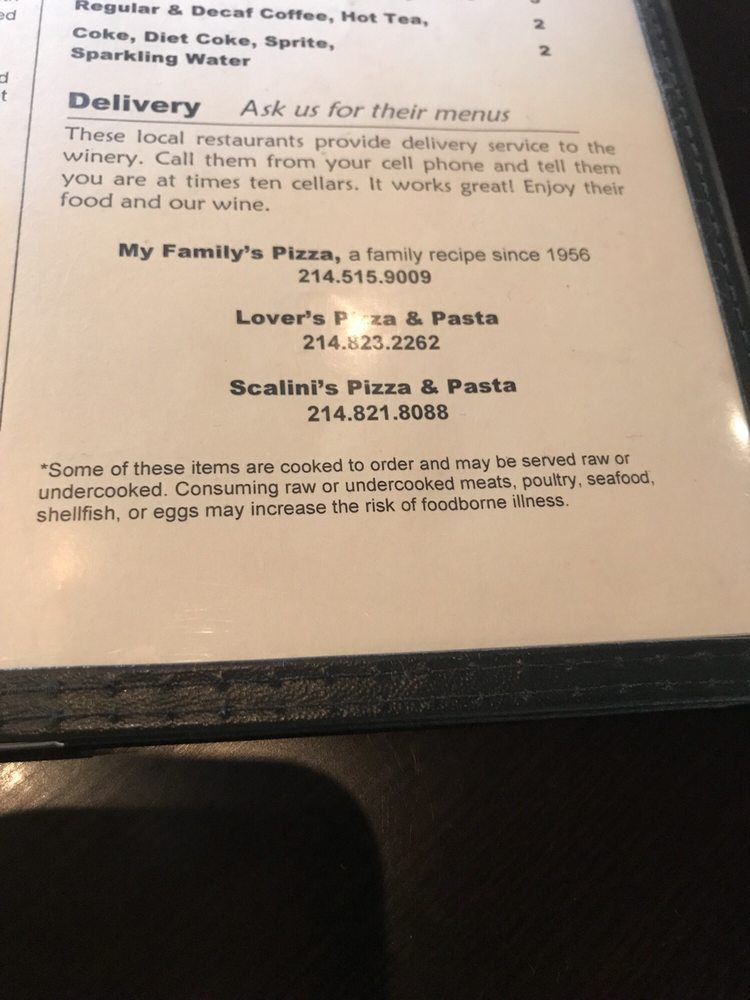 ed
Regular & Decaf Coffee, Hot Tea, 2
Coke, Diet Coke, Sprite, 2
Sparkling Water
d
t
Delivery Ask us for their menus
These local restaurants provide delivery service to the
winery. Call them from your cell phone and tell them
you are at times ten cellars. It works great! Enjoy their
food and our wine.
My Family's Pizza, a family recipe since 1956
214.515.9009
Lover's Pizza & Pasta
214.823.2262
Scalini's Pizza & Pasta
214.821.8088
*Some of these items are cooked to order and may be served raw or
undercooked. Consuming raw or undercooked meats, poultry, seafood,
shellfish, or eggs may increase the risk of foodborne illness.